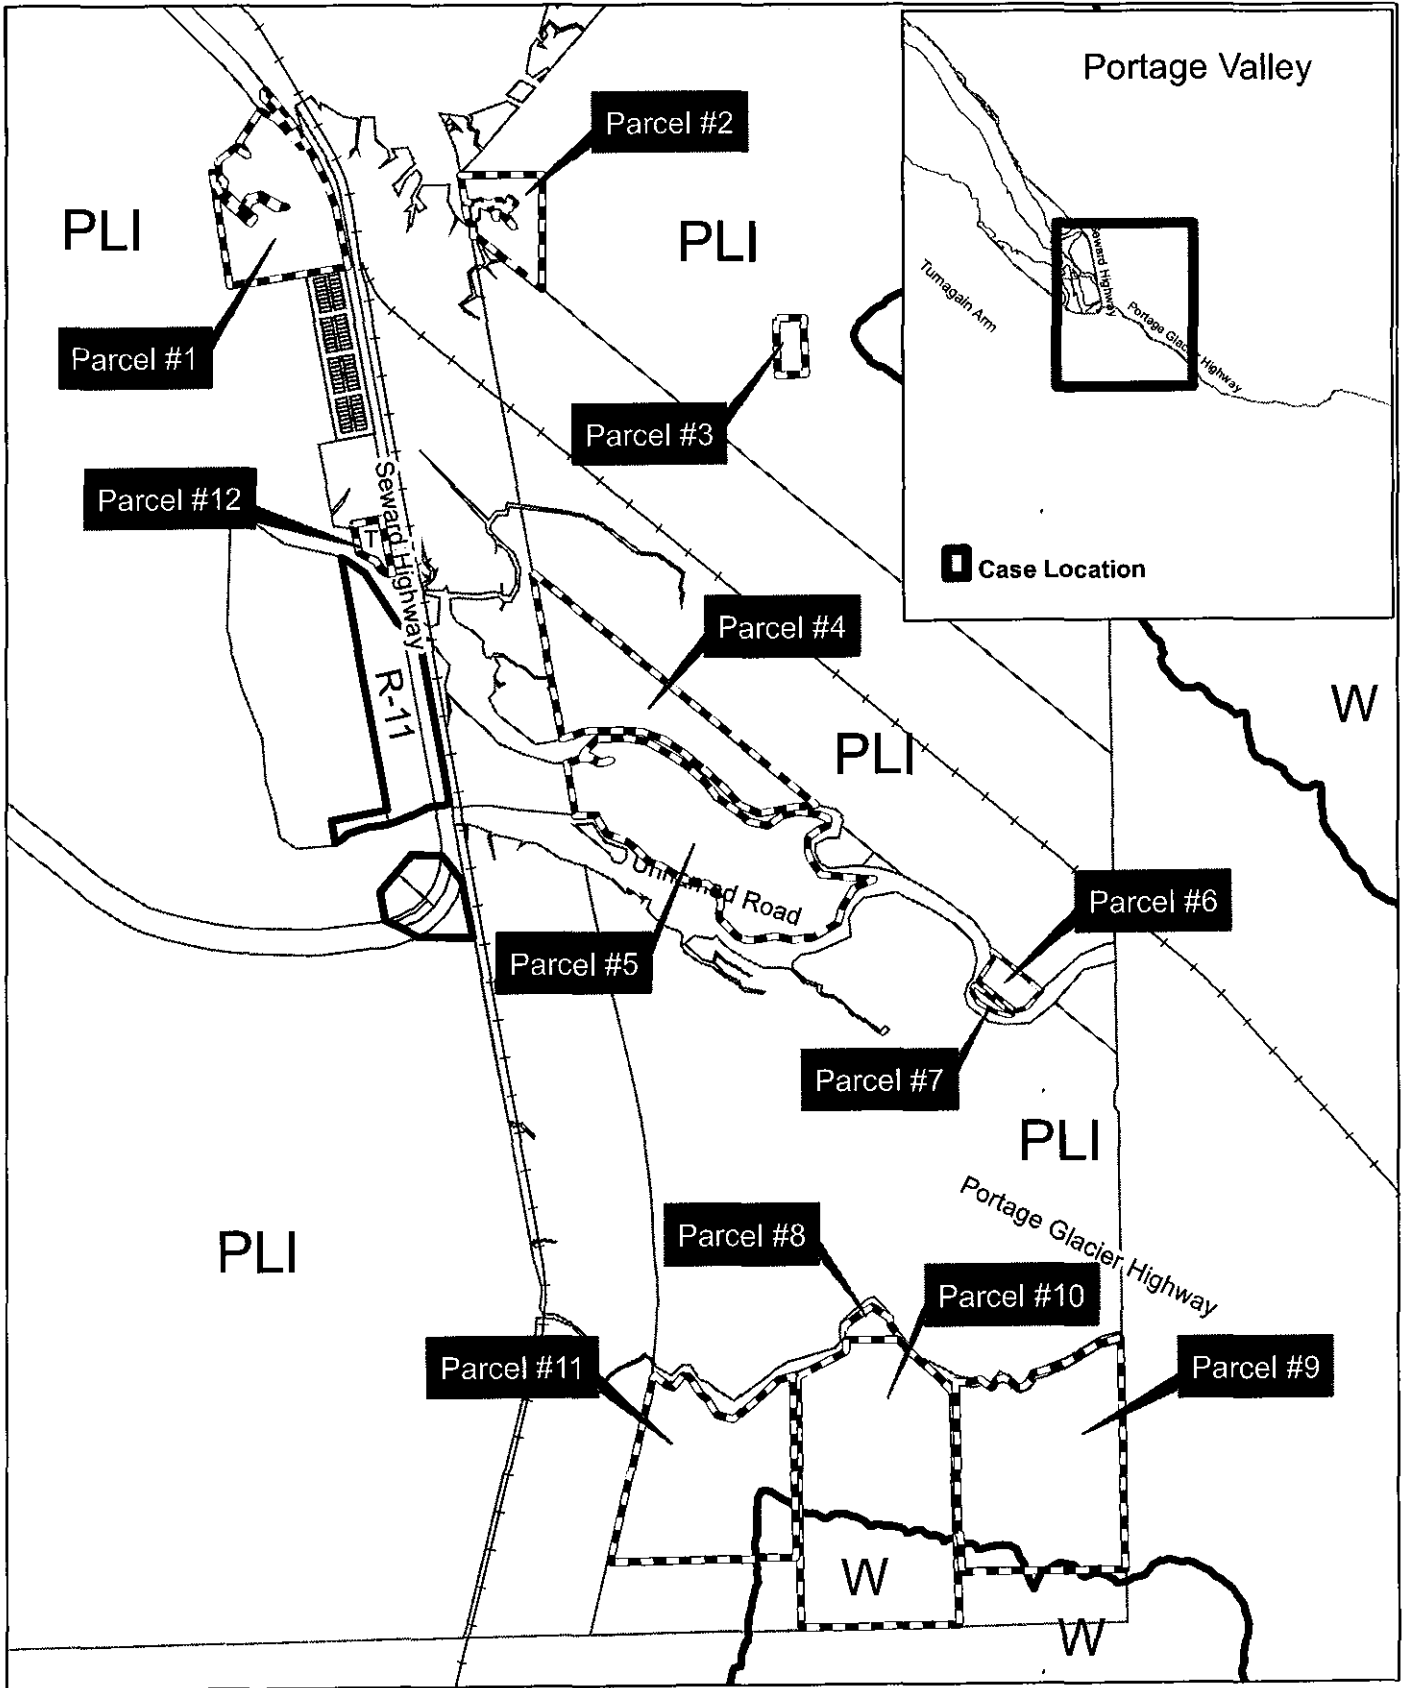 Portage Valley
Parcel #2
PLI
PLI
Seward Highway
Turnagain Arm
Portage Glacier Highway
Parcel #1
Parcel #3
Parcel #12
T
Seward Highway
Case Location
Parcel #4
R-11
W
PLI
Unnamed Road
Parcel #6
Parcel #5
Parcel #7
PLI
Portage Glacier Highway
PLI
Parcel #8
Parcel #10
Parcel #11
Parcel #9
W
W